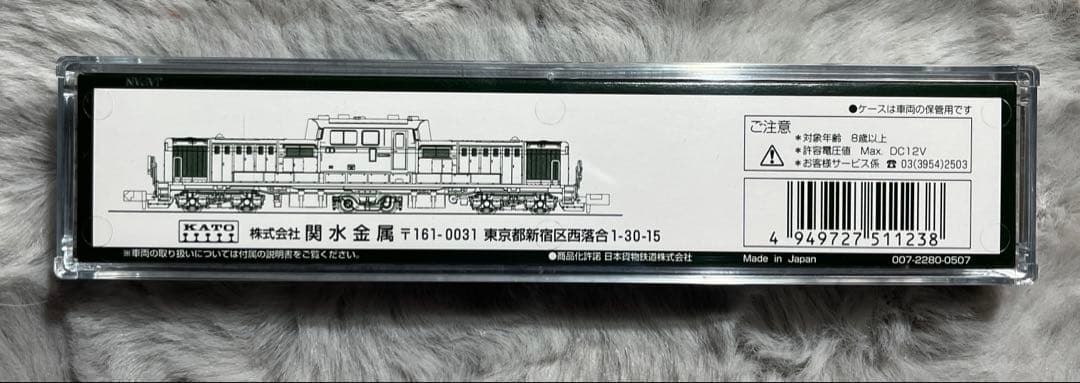 ●ケースは車両の保管用です
ご注意
*対象年齢 8歳以上
*許容電圧値 Max. DC12V
*お客様サービス係 ☎ 03(3954)2503
KATO 株式会社 関水金属 〒161-0031 東京都新宿区西落合1-30-15
4 949727 511238
※車両の取り扱いについては付属の説明書をご覧ください。 ●商品化許諾 日本貨物鉄道株式会社 Made in Japan 007-2280-0507